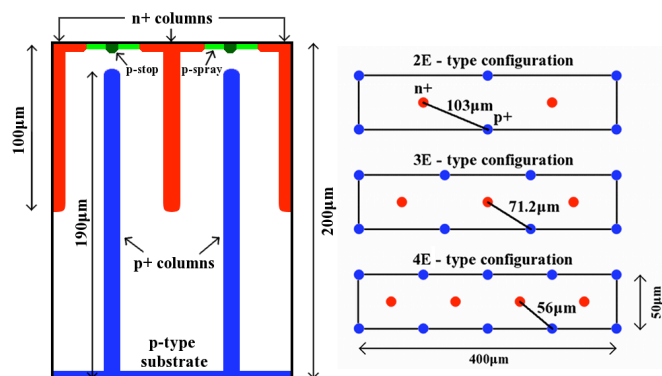 n+ columns
p-stop
p-spray
100μm
190μm
200μm
p+ columns
p-type
substrate
2E - type configuration
n+
103μm
p+
3E - type configuration
71.2μm
4E - type configuration
56μm
50μm
400μm